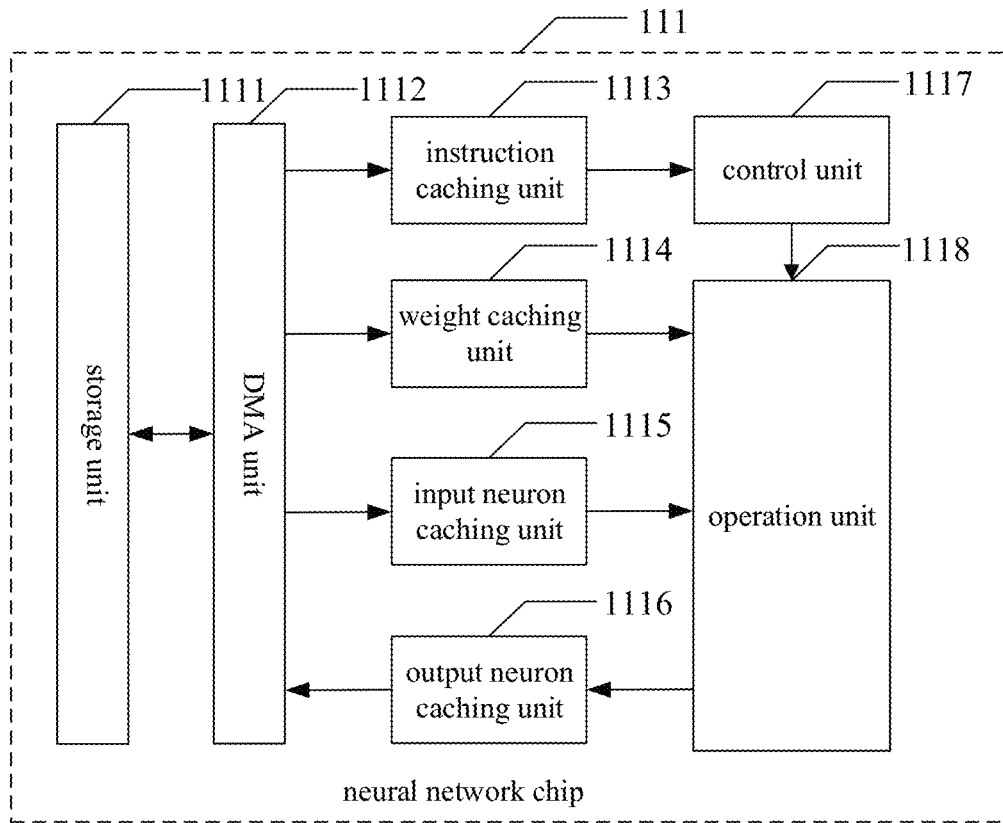 111
1111
1112
1113
1117
instruction
caching unit
control unit
1114
1118
weight caching
unit
storage unit
DMA unit
1115
input neuron
caching unit
operation unit
1116
output neuron
caching unit
neural network chip